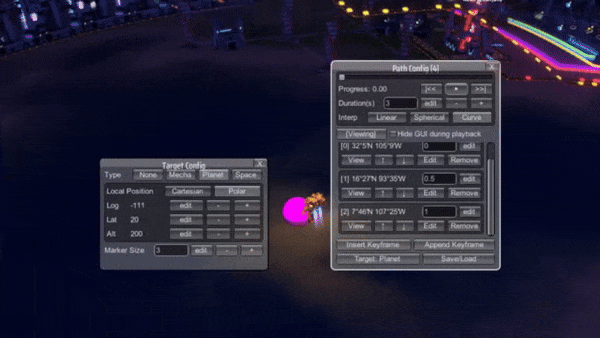 Path Config [4]
X
Progress: 0.00
|<<
>>|
Duration(s)
3
edit
-
+
Interp
Linear
Spherical
Curve
[Viewing]
Hide GUI during playback
[0] 32°5'N 105°9'W
0
edit
View
↑
↓
Edit
Remove
[1] 16°27'N 93°35'W
0.5
edit
View
↑
↓
Edit
Remove
[2] 7°46'N 107°25'W
1
edit
View
↑
↓
Edit
Remove
Insert Keyframe
Append Keyframe
Target: Planet
Save/Load
Target Config
X
Type
None
Mecha
Planet
Space
Local Position
Cartesian
Polar
Log
-111
edit
-
+
Lat
20
edit
-
+
Alt
200
edit
-
+
Marker Size
3
edit
-
+